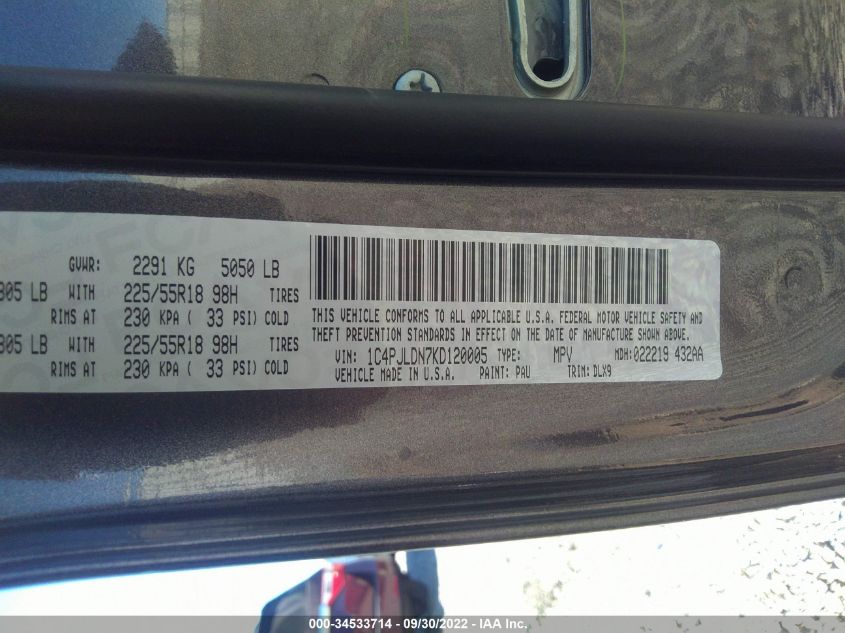 GVWR: 2291 KG 5050 LB
305 LB WITH 225/55R18 98H TIRES
RIMS AT 230 KPA ( 33 PSI) COLD
305 LB WITH 225/55R18 98H TIRES
RIMS AT 230 KPA ( 33 PSI) COLD
THIS VEHICLE CONFORMS TO ALL APPLICABLE U.S.A. FEDERAL MOTOR VEHICLE SAFETY AND
THEFT PREVENTION STANDARDS IN EFFECT ON THE DATE OF MANUFACTURE SHOWN ABOVE.
VIN: 1C4PJLDN7KD120005 TYPE: MPV MDH: 022219 432AA
VEHICLE MADE IN U.S.A. PAINT: PAU TRIM: DLX9
000-34533714 - 09/30/2022 - IAA Inc.